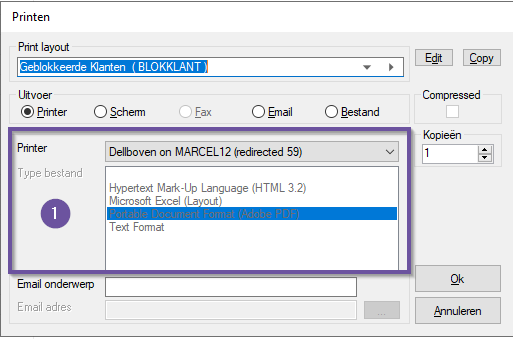 Printen
Print layout
Geblokkeerde Klanten ( BLOKKLANT )
Edit Copy
Uitvoer
Printer Scherm Fax Email Bestand
Compressed
Kopieën
1
Printer Dellboven on MARCEL12 (redirected 59)
Type bestand
Hypertext Mark-Up Language (HTML 3.2)
Microsoft Excel (Layout)
Portable Document Format (Adobe PDF)
Text Format
1
Email onderwerp
Email adres ...
Ok
Annuleren